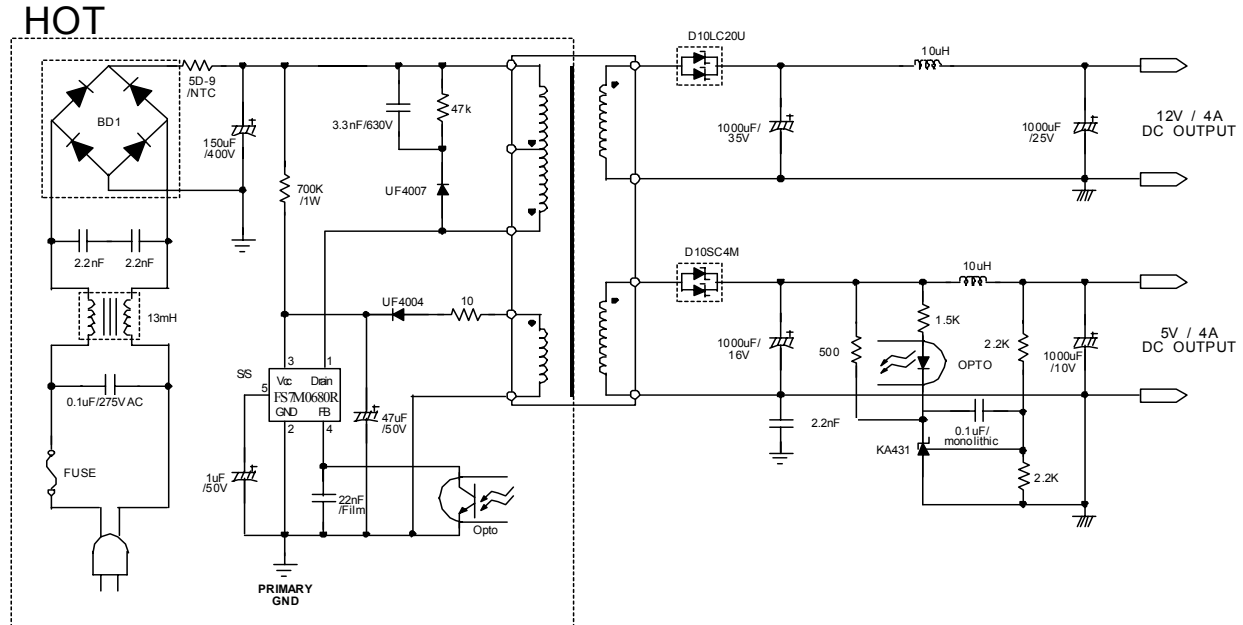 HOT
D10LC20U
5D-9
/NTC
10uH
BD1
47k
3.3nF/630V
150uF
/400V
1000uF/
35V
1000uF
/25V
12V / 4A
DC OUTPUT
700K
/1W
UF4007
2.2nF
2.2nF
D10SC4M
10uH
UF4004
10
13mH
1.5K
5V / 4A
DC OUTPUT
1000uF/
16V
500
OPTO
2.2K
1000uF
/10V
3
1
S/S
5
Vcc
Drain
FS7M0680R
GND
FB
2
4
0.1uF/275VAC
47uF
/50V
2.2nF
0.1uF/
monolithic
KA431
FUSE
1uF
/50V
22nF
/Film
2.2K
Opto
PRIMARY
GND